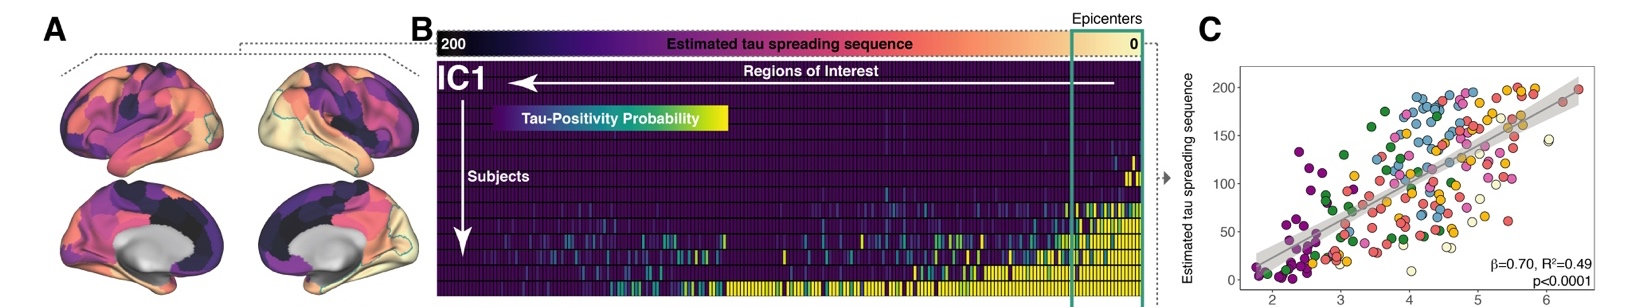 A
B
C
Epicenters
200
Estimated tau spreading sequence
0
IC1
Regions of Interest
Tau-Positivity Probability
Subjects
Estimated tau spreading sequence
200
150
100
50
0
β=0.70, R²=0.49
p<0.0001
2 3 4 5 6